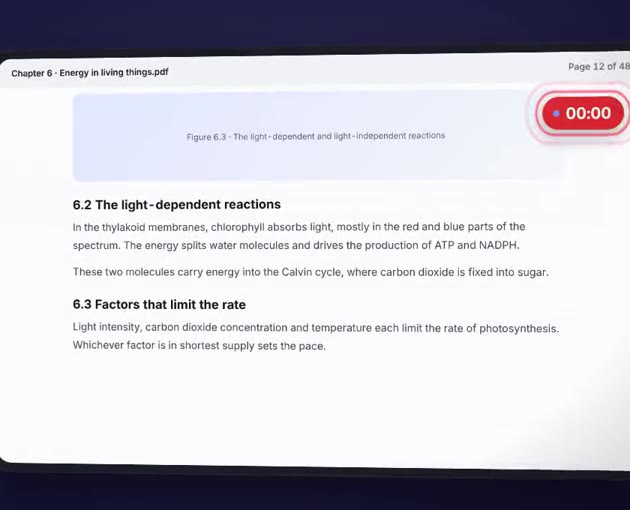 Chapter 6 · Energy in living things.pdf
Page 12 of 48
00:00
Figure 6.3 · The light-dependent and light-independent reactions
6.2 The light-dependent reactions
In the thylakoid membranes, chlorophyll absorbs light, mostly in the red and blue parts of the
spectrum. The energy splits water molecules and drives the production of ATP and NADPH.
These two molecules carry energy into the Calvin cycle, where carbon dioxide is fixed into sugar.
6.3 Factors that limit the rate
Light intensity, carbon dioxide concentration and temperature each limit the rate of photosynthesis.
Whichever factor is in shortest supply sets the pace.